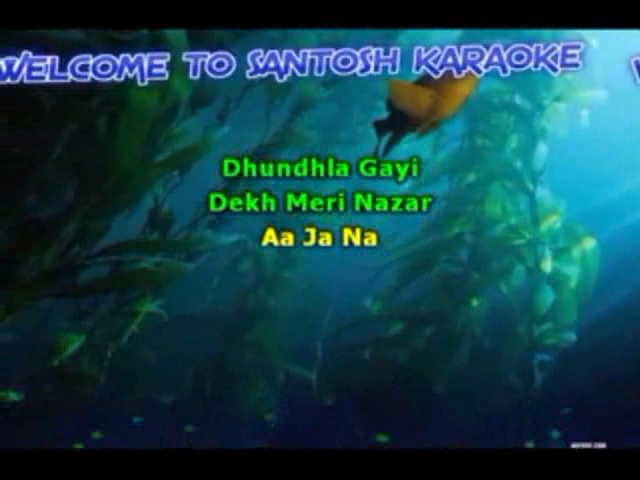 WELCOME TO SANTOSH KARAOKE
Dhundhla Gayi
Dekh Meri Nazar
Aa Ja Na